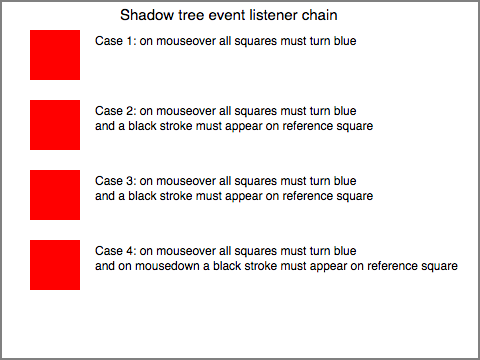 Shadow tree event listener chain
Case 1: on mouseover all squares must turn blue
Case 2: on mouseover all squares must turn blue
and a black stroke must appear on reference square
Case 3: on mouseover all squares must turn blue
and a black stroke must appear on reference square
Case 4: on mouseover all squares must turn blue
and on mousedown a black stroke must appear on reference square